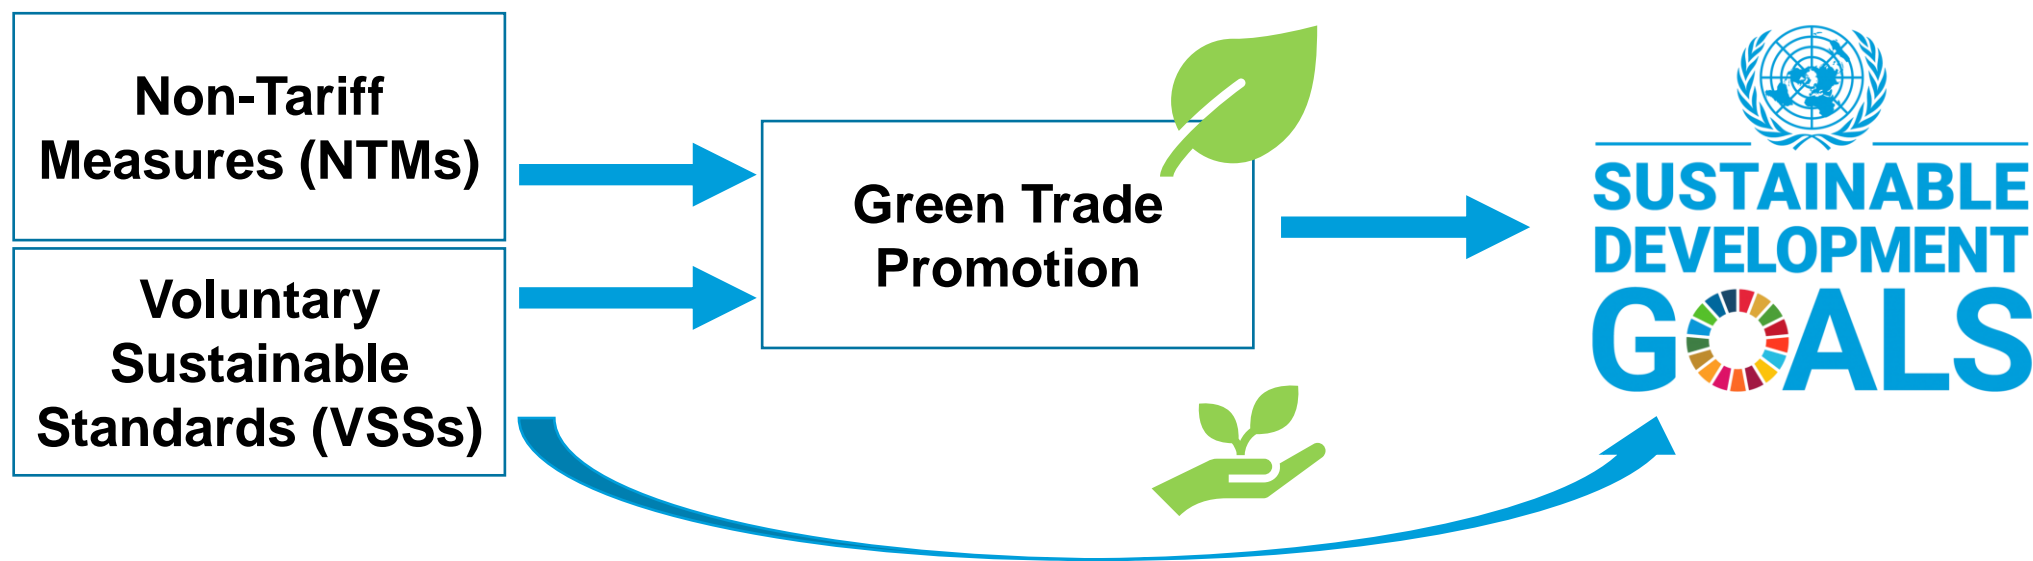 Non-Tariff
Measures (NTMs)
Voluntary
Sustainable
Standards (VSSs)
Green Trade
Promotion
SUSTAINABLE
DEVELOPMENT
GOALS